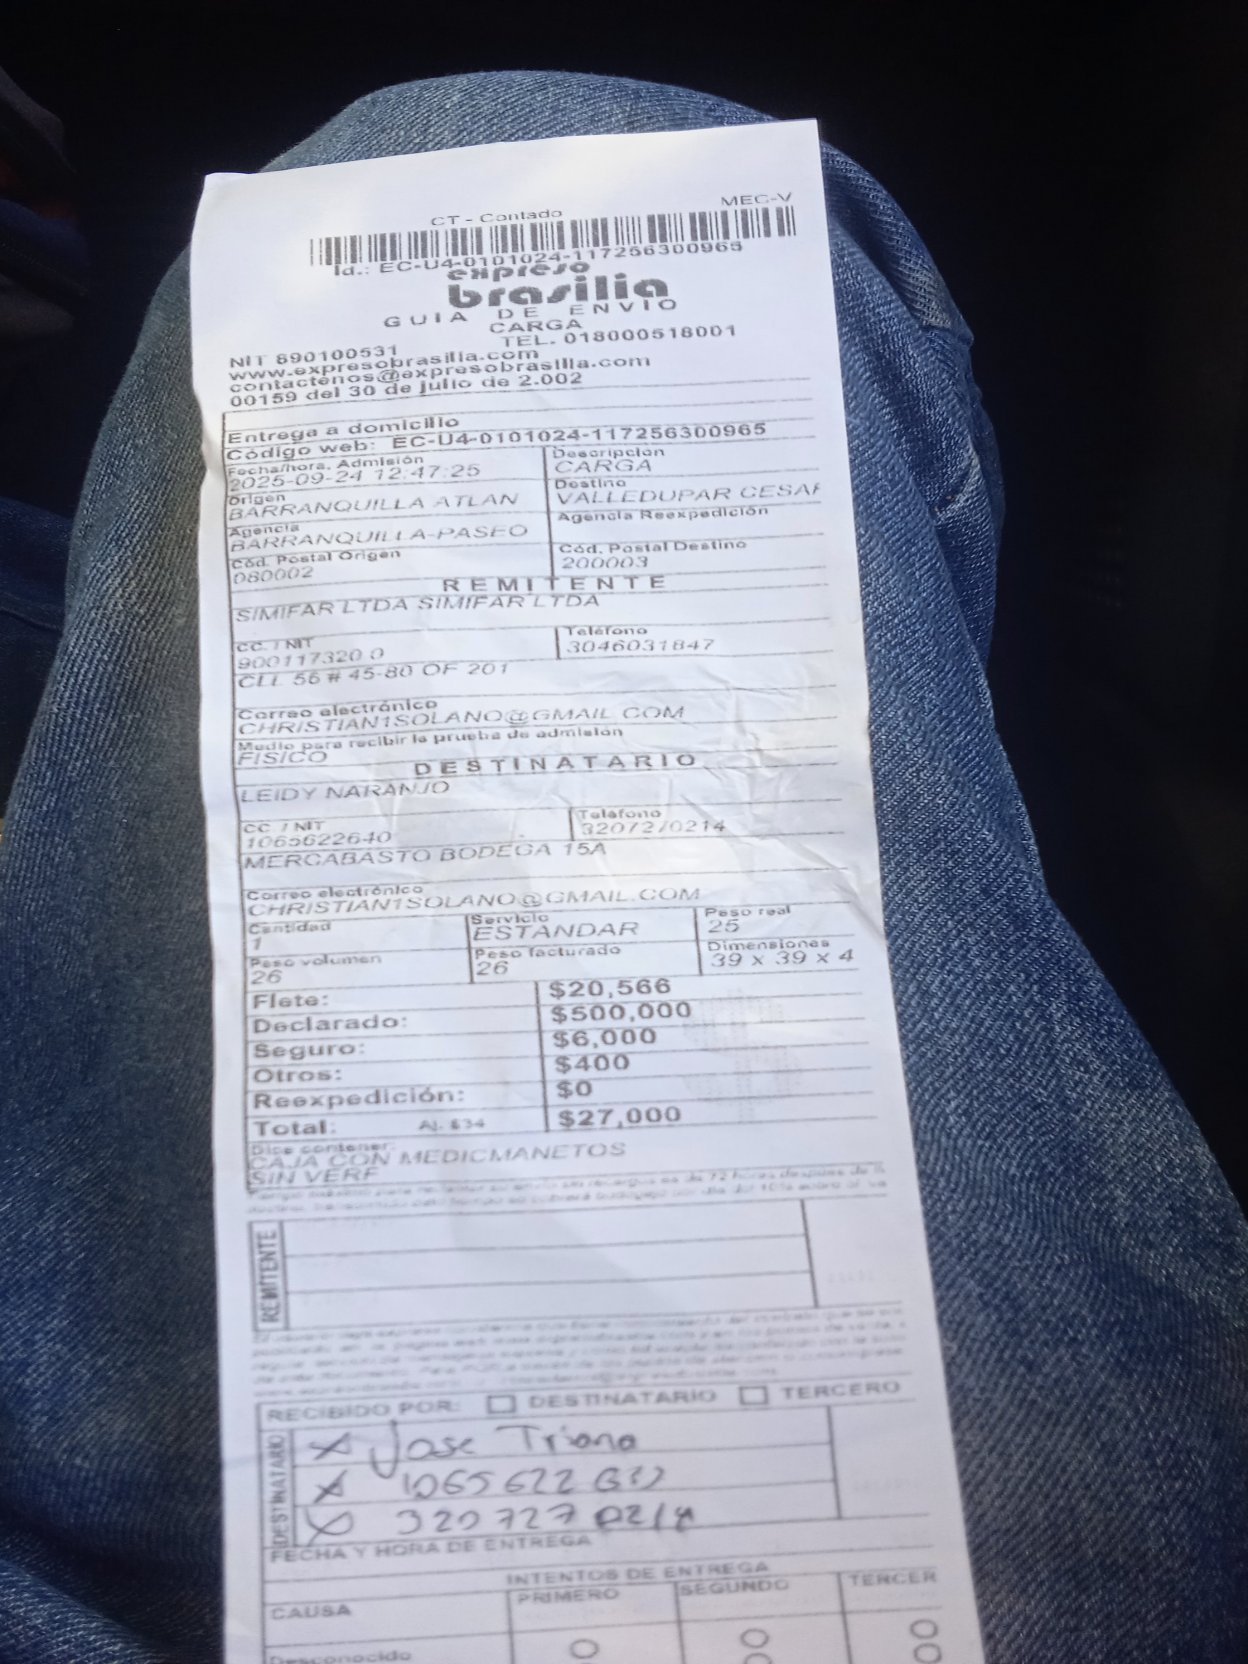 CT - Contado
MEC-V
Id.: EC-U4-0101024-117256300965
expreso
brasilia
GUIA DE ENVIO
CARGA
NIT 890100531 TEL. 018000518001
www.expresobrasilia.com
contactenos@expresobrasilia.com
00159 del 30 de julio de 2.002
Entrega a domicilio
Código web: EC-U4-0101024-117256300965
Fecha/hora. Admisión Descripción
2025-09-24 12:47:25 CARGA
Origen Destino
BARRANQUILLA ATLAN VALLEDUPAR CESAR
Agencia Agencia Reexpedición
BARRANQUILLA-PASEO
Cód. Postal Origen Cód. Postal Destino
080002 200003
REMITENTE
SIMIFAR LTDA SIMIFAR LTDA
CC. / NIT Teléfono
900117320 0 3046031847
CLL 56 # 45-80 OF 201
Correo electrónico
CHRISTIAN1SOLANO@GMAIL.COM
Medio para recibir la prueba de admisión
FISICO
DESTINATARIO
LEIDY NARANJO
CC / NIT Teléfono
1065622640 3207270214
MERCABASTO BODEGA 15A
Correo electrónico
CHRISTIAN1SOLANO@GMAIL.COM
Cantidad Servicio Peso real
1 ESTANDAR 25
Peso volumen Peso facturado Dimensiones
26 26 39 x 39 x 4
Flete: $20,566
Declarado: $500,000
Seguro: $6,000
Otros: $400
Reexpedición: $0
Total: Aj. $34 $27,000
Dice contener:
CAJA CON MEDICMANETOS
SIN VERF
REMITENTE
RECIBIDO POR: DESTINATARIO TERCERO
DESTINATARIO
x Jose Triana
x 1065622
x 320 727 0214
FECHA Y HORA DE ENTREGA
INTENTOS DE ENTREGA
CAUSA PRIMERO SEGUNDO TERCER
Desconocido